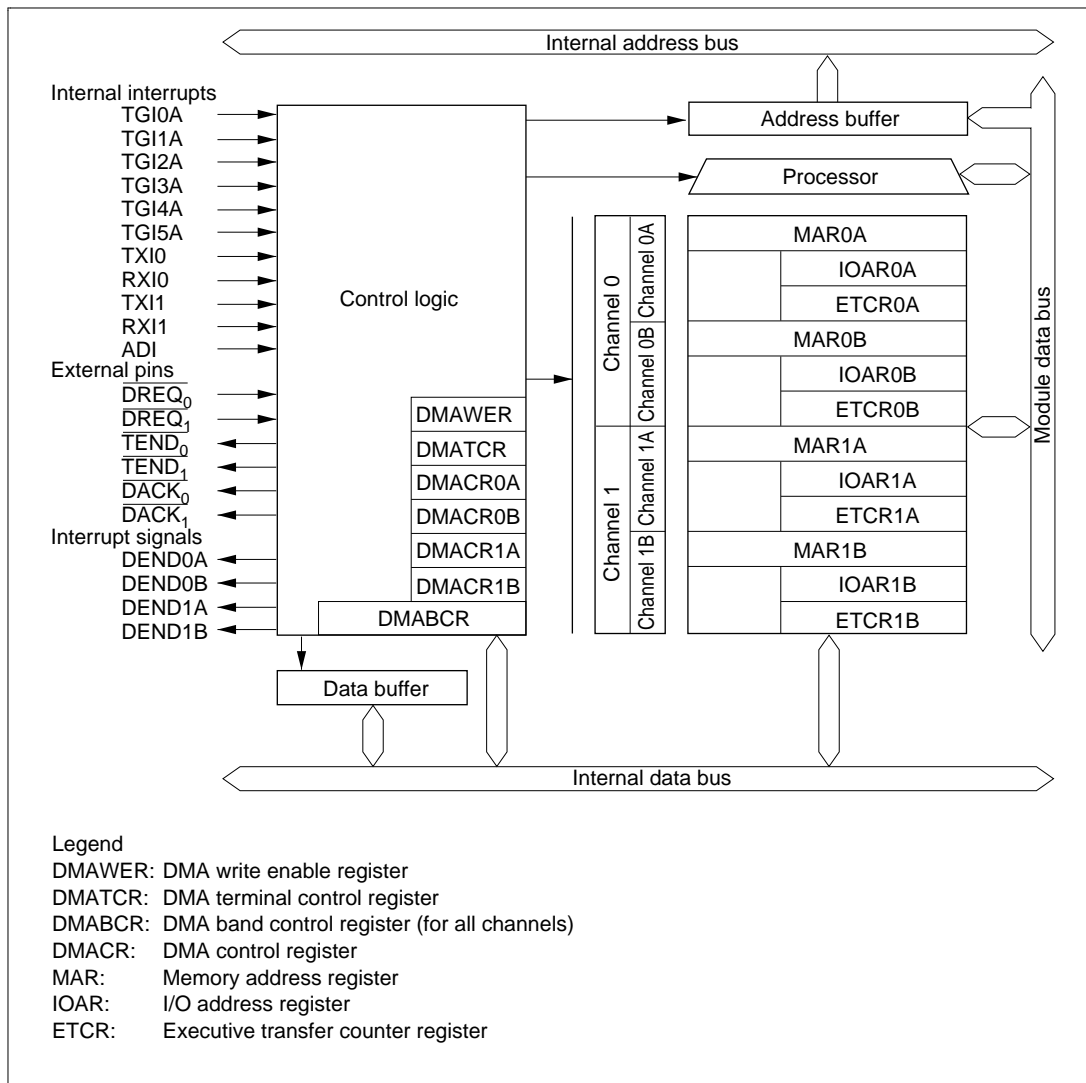 Internal address bus
Internal interrupts
TGI0A
TGI1A
TGI2A
TGI3A
TGI4A
TGI5A
TXI0
RXI0
TXI1
RXI1
ADI
External pins
DREQ0
DREQ1
TEND0
TEND1
DACK0
DACK1
Interrupt signals
DEND0A
DEND0B
DEND1A
DEND1B
Control logic
DMAWER
DMATCR
DMACR0A
DMACR0B
DMACR1A
DMACR1B
DMABCR
Data buffer
Address buffer
Processor
Channel 0
Channel 0A
Channel 0B
Channel 1
Channel 1A
Channel 1B
MAR0A
IOAR0A
ETCR0A
MAR0B
IOAR0B
ETCR0B
MAR1A
IOAR1A
ETCR1A
MAR1B
IOAR1B
ETCR1B
Module data bus
Internal data bus
Legend
DMAWER: DMA write enable register
DMATCR: DMA terminal control register
DMABCR: DMA band control register (for all channels)
DMACR: DMA control register
MAR: Memory address register
IOAR: I/O address register
ETCR: Executive transfer counter register